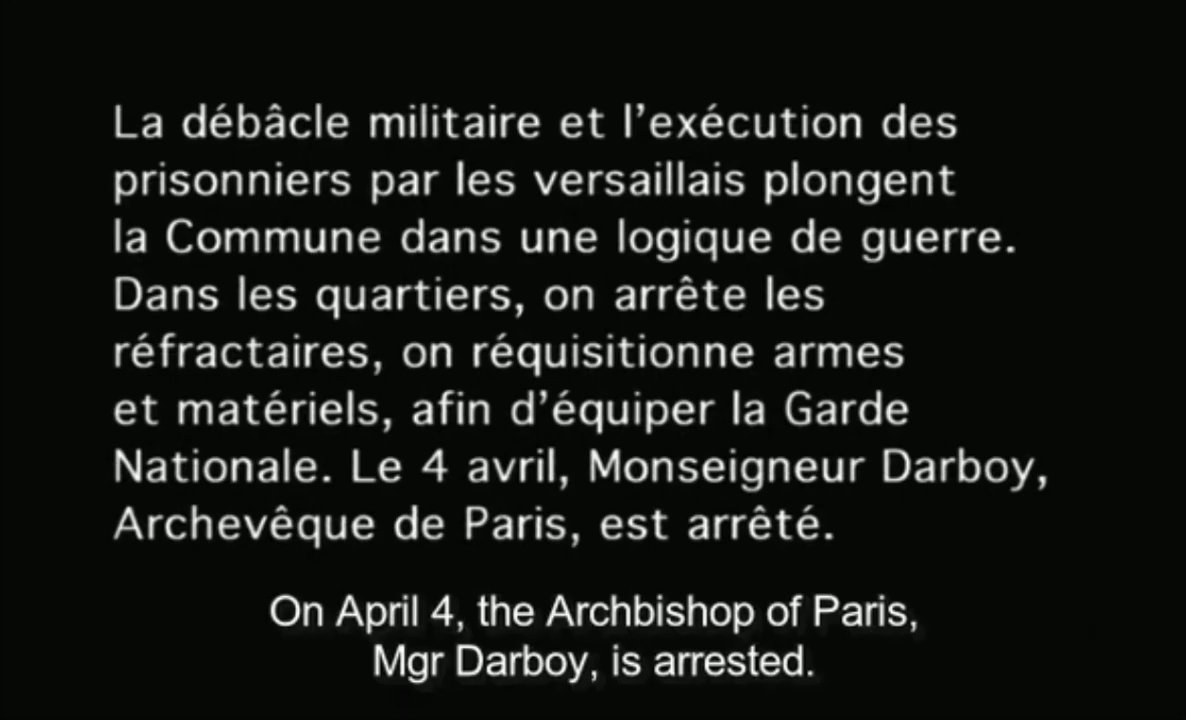 La débâcle militaire et l’exécution des
prisonniers par les versaillais plongent
la Commune dans une logique de guerre.
Dans les quartiers, on arrête les
réfractaires, on réquisitionne armes
et matériels, afin d’équiper la Garde
Nationale. Le 4 avril, Monseigneur Darboy,
Archevêque de Paris, est arrêté.
On April 4, the Archbishop of Paris,
Mgr Darboy, is arrested.